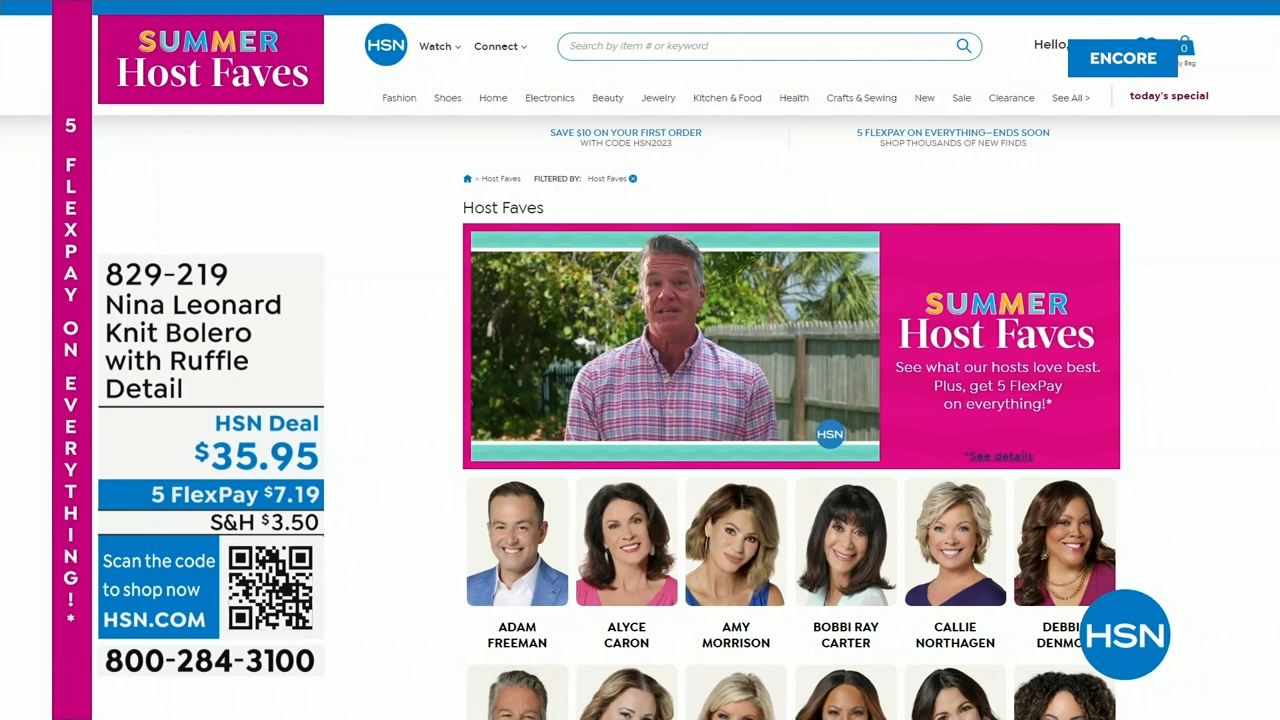 SUMMER
Host Faves
5 FLEXPAY ON EVERYTHING!*
829-219
Nina Leonard
Knit Bolero
with Ruffle
Detail
HSN Deal
$35.95
5 FlexPay $7.19
S&H $3.50
Scan the code
to shop now
HSN.COM
800-284-3100
HSN
Watch
Connect
Search by item # or keyword
Hello,
ENCORE
0
Bag
Fashion
Shoes
Home
Electronics
Beauty
Jewelry
Kitchen & Food
Health
Crafts & Sewing
New
Sale
Clearance
See All >
today's special
SAVE $10 ON YOUR FIRST ORDER
WITH CODE HSN2023
5 FLEXPAY ON EVERYTHING—ENDS SOON
SHOP THOUSANDS OF NEW FINDS
> Host Faves
FILTERED BY: Host Faves
Host Faves
HSN
SUMMER
Host Faves
See what our hosts love best.
Plus, get 5 FlexPay
on everything!*
*See details
ADAM
FREEMAN
ALYCE
CARON
AMY
MORRISON
BOBBI RAY
CARTER
CALLIE
NORTHAGEN
HSN